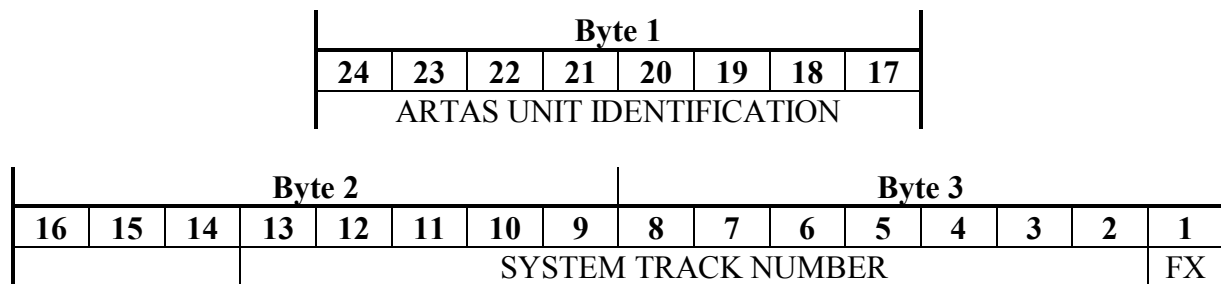 Byte 1
24 23 22 21 20 19 18 17
ARTAS UNIT IDENTIFICATION
Byte 2 Byte 3
16 15 14 13 12 11 10 9 8 7 6 5 4 3 2 1
SYSTEM TRACK NUMBER FX